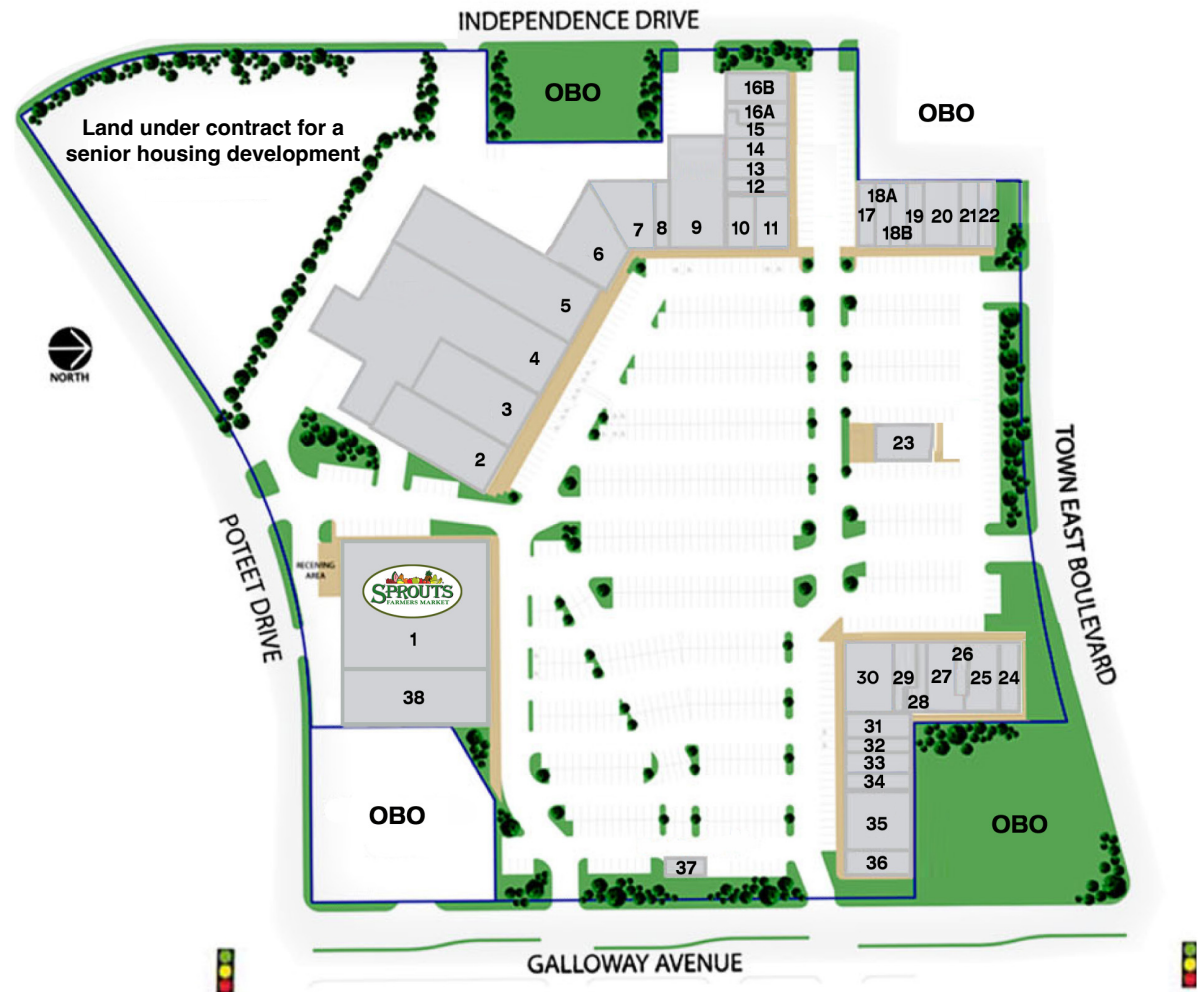 INDEPENDENCE DRIVE
OBO
16B
16A
15
14
13
12
OBO
Land under contract for a
senior housing development
7
8
9
10
11
18A
17
18B
19
20
21
22
6
5
4
3
2
NORTH
23
TOWN EAST BOULEVARD
POTEET DRIVE
RECEIVING
AREA
SPROUTS
FARMERS MARKET
1
38
30
29
28
27
26
25
24
31
32
33
34
35
36
OBO
OBO
37
GALLOWAY AVENUE